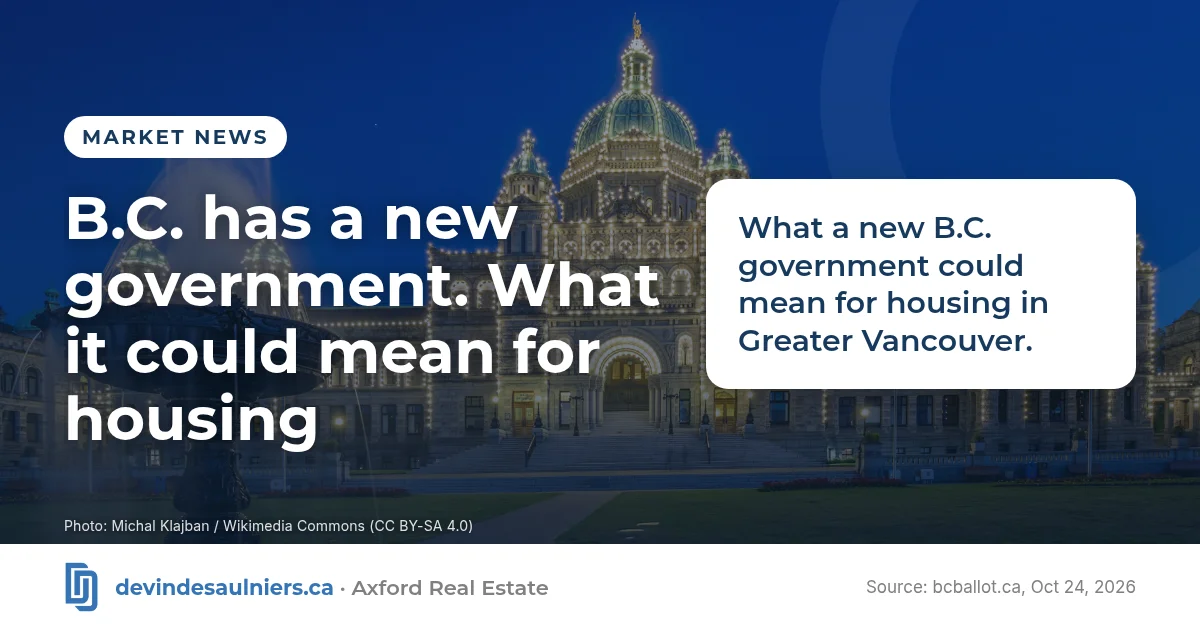 MARKET NEWS
B.C. has a new
government. What
it could mean for
housing
What a new B.C.
government could
mean for housing in
Greater Vancouver.
Photo: Michal Klajban / Wikimedia Commons (CC BY-SA 4.0)
devindesaulniers.ca · Axford Real Estate
Source: bcballot.ca, Oct 24, 2026